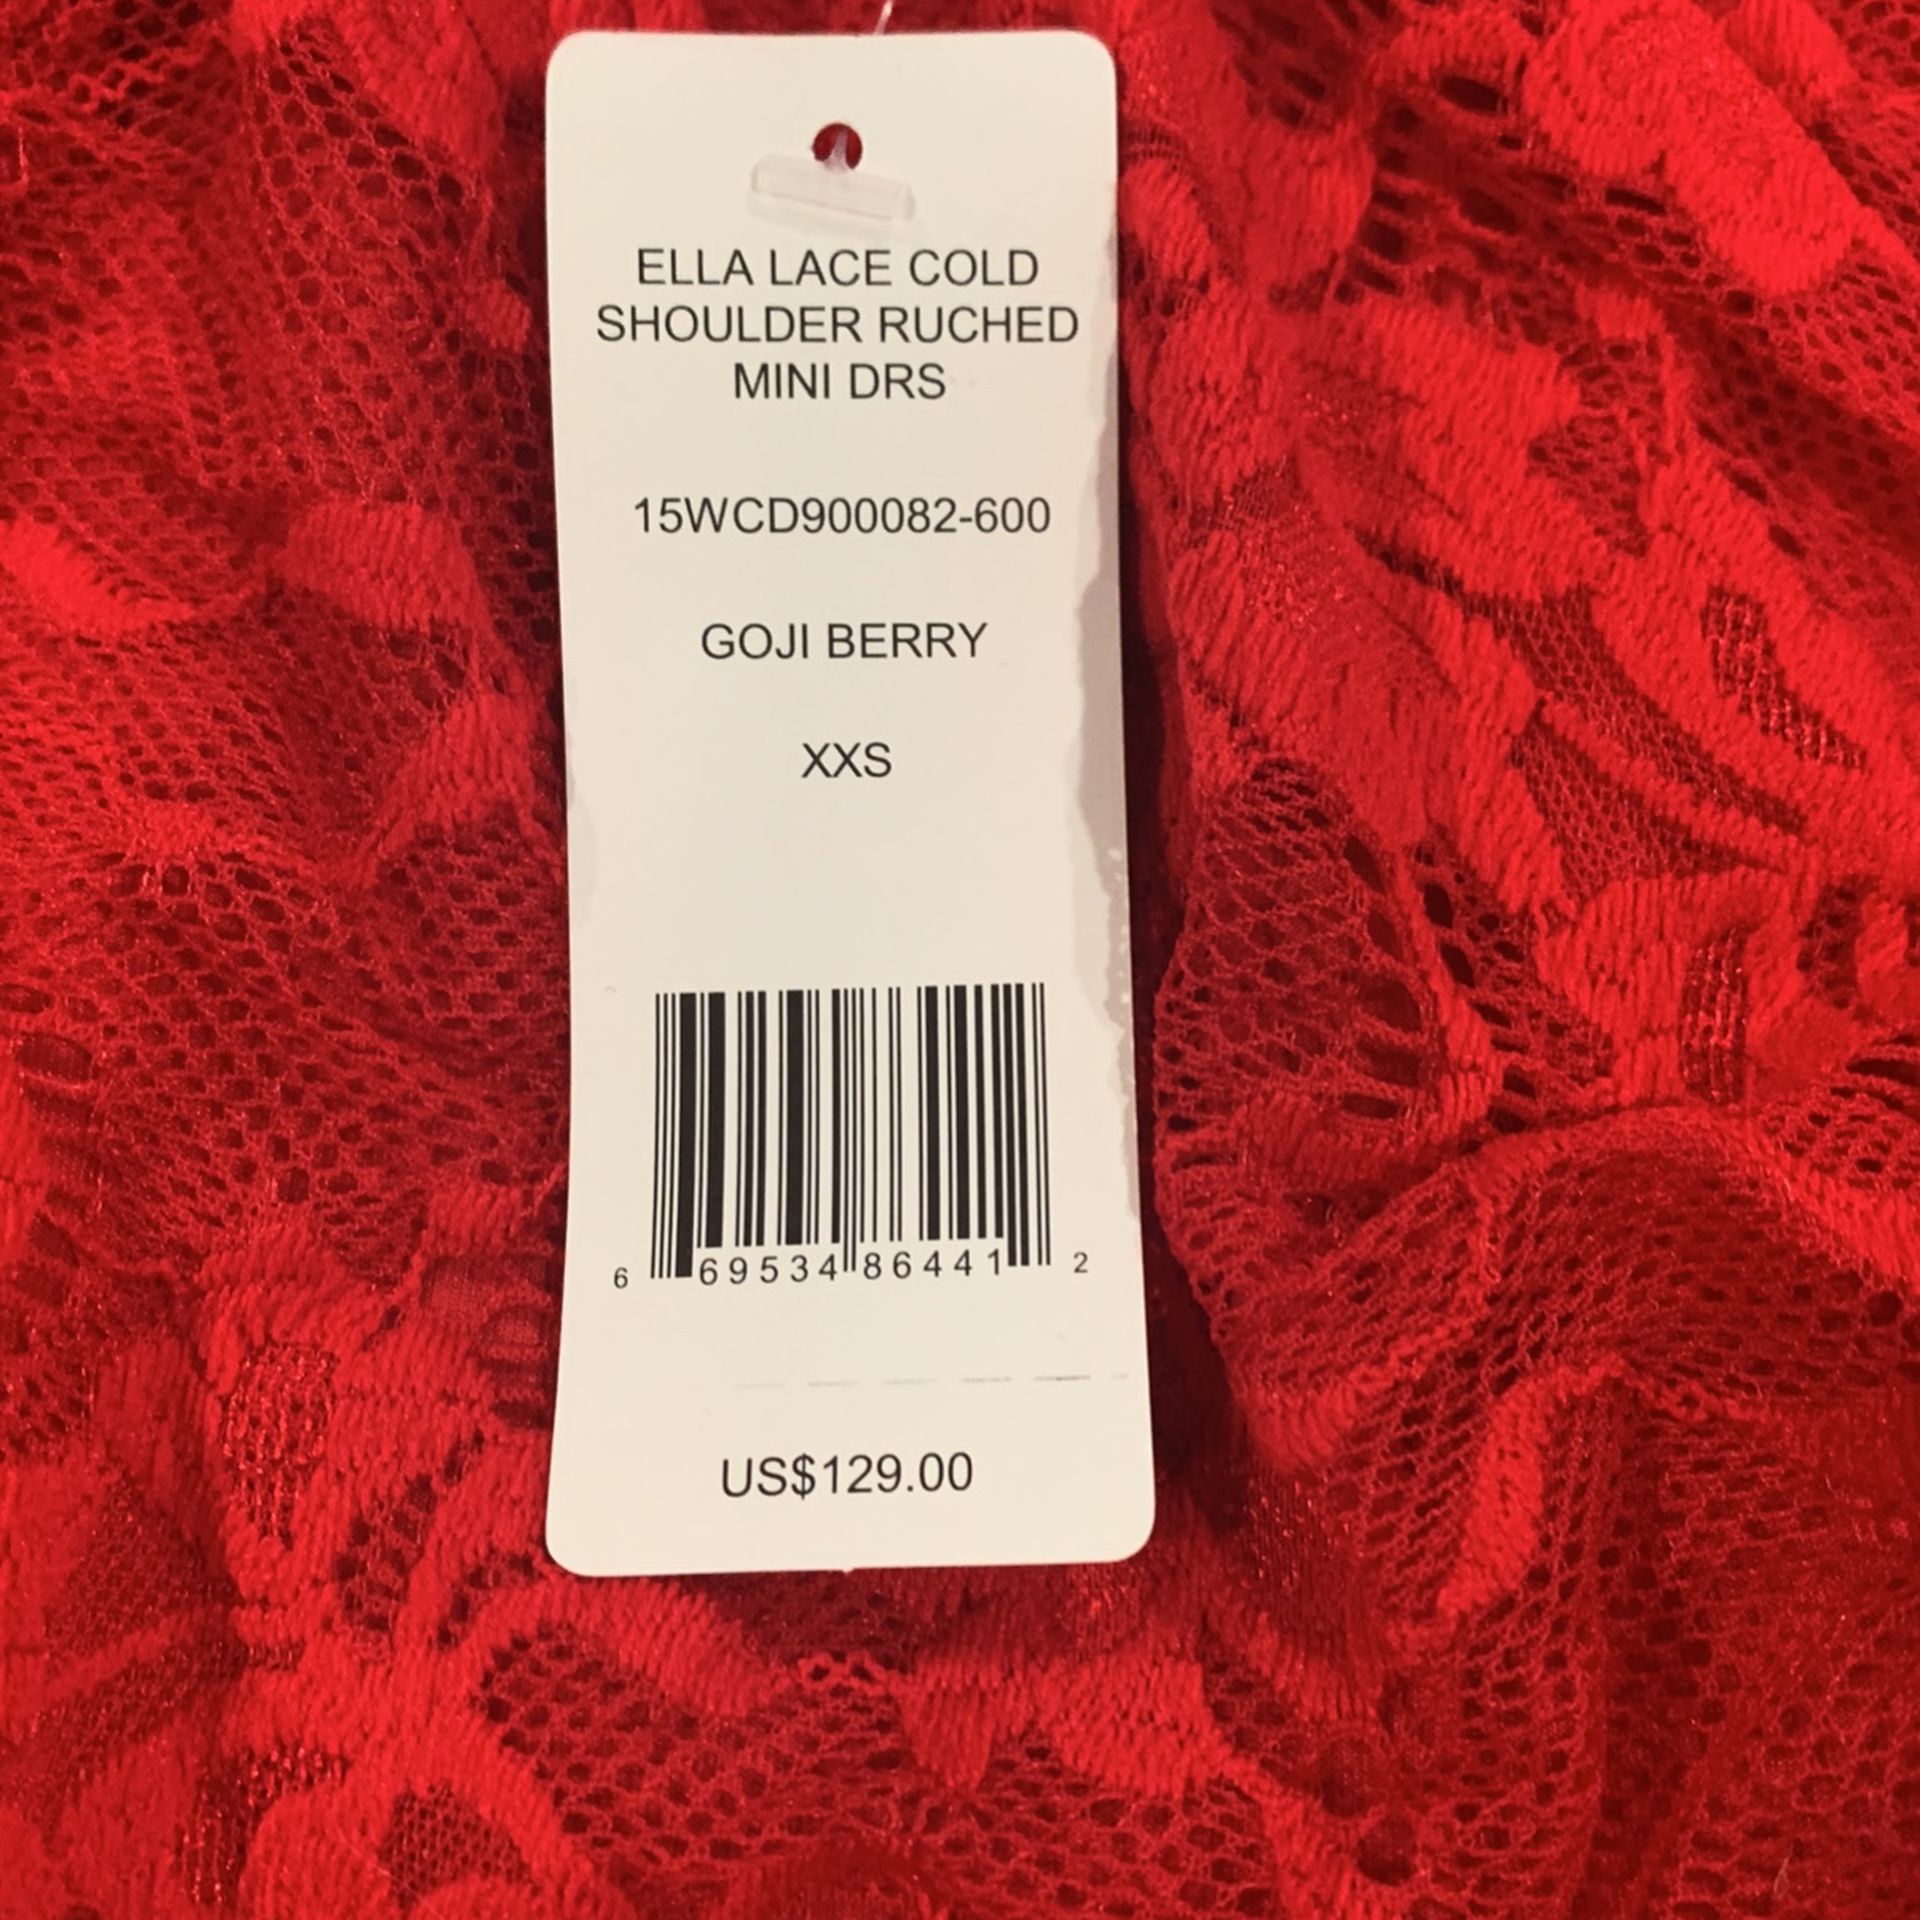 ELLA LACE COLD
SHOULDER RUCHED
MINI DRS
15WCD900082-600
GOJI BERRY
XXS
6 69534 86441 2
US$129.00